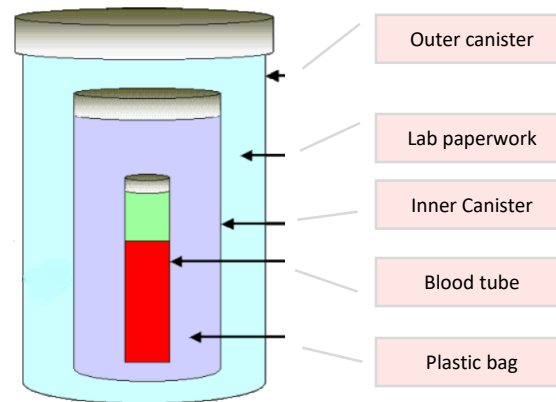 Outer canister
Lab paperwork
Inner Canister
Blood tube
Plastic bag